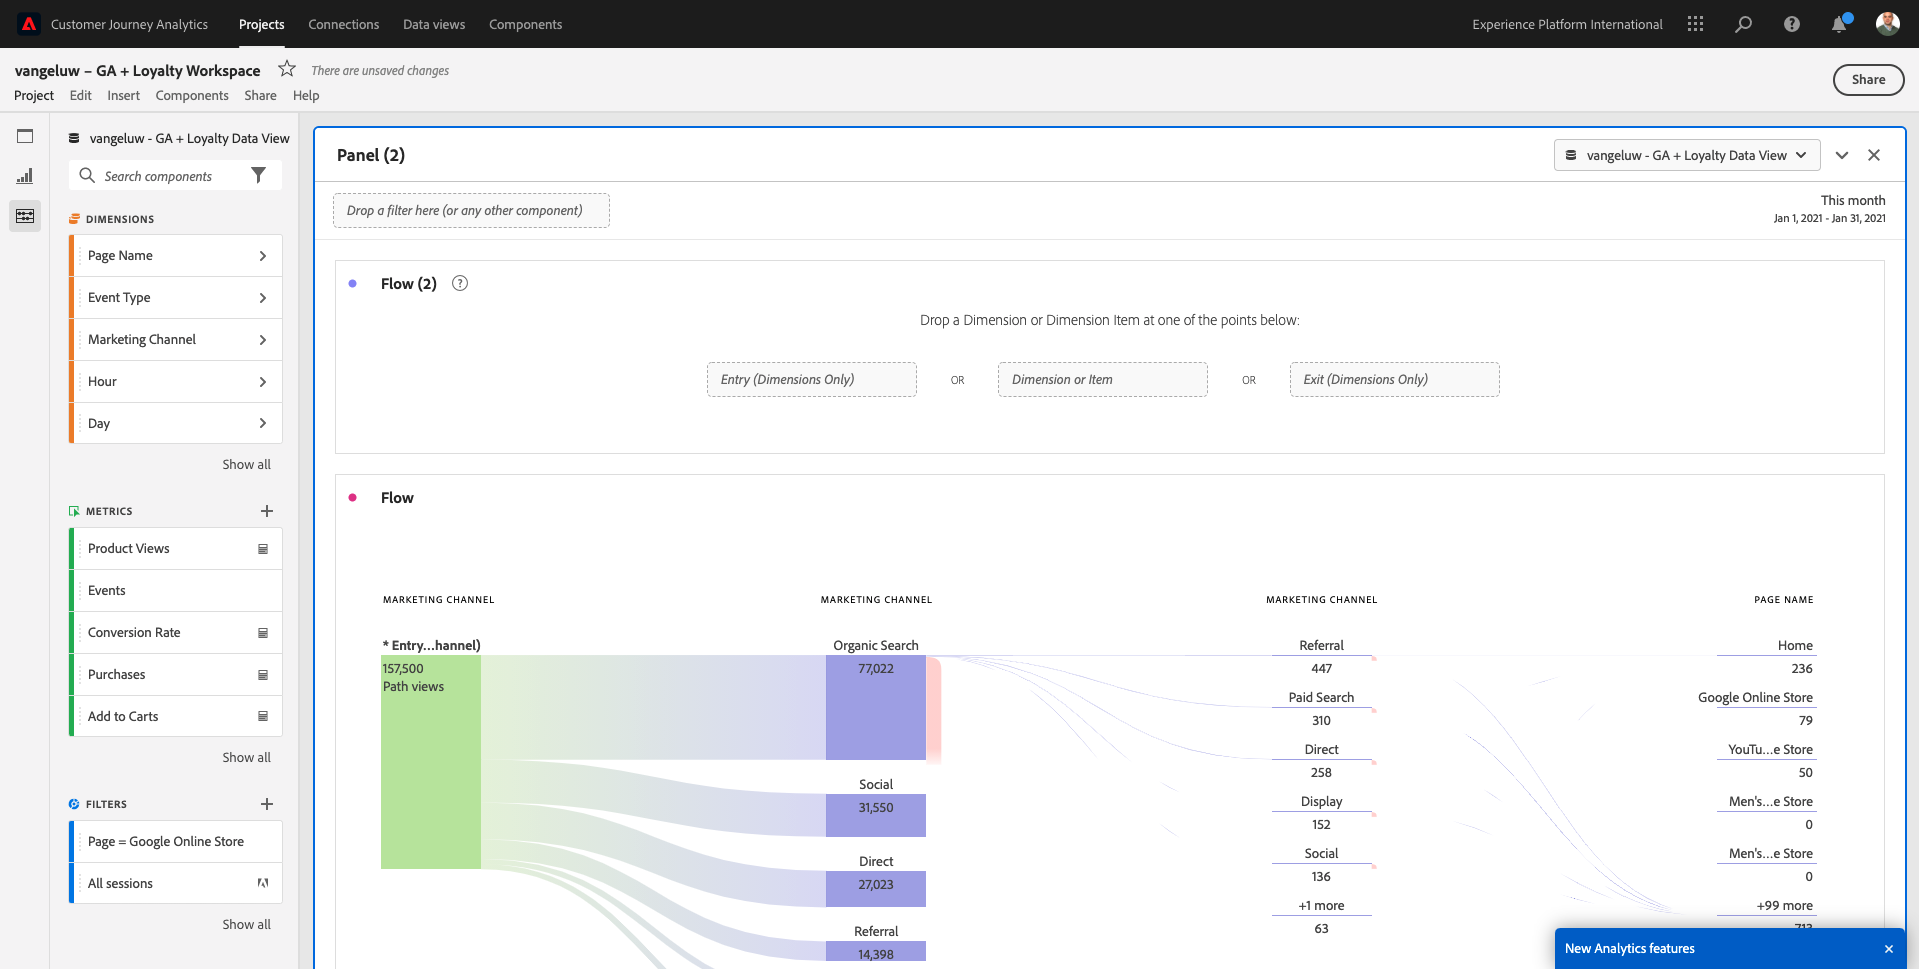 Customer Journey Analytics Projects Connections Data views Components Experience Platform International
vangeluw – GA + Loyalty Workspace There are unsaved changes
Project Edit Insert Components Share Help
Share
vangeluw - GA + Loyalty Data View
Search components
DIMENSIONS
Page Name
Event Type
Marketing Channel
Hour
Day
Show all
METRICS
Product Views
Events
Conversion Rate
Purchases
Add to Carts
Show all
FILTERS
Page = Google Online Store
All sessions
Show all
Panel (2)
vangeluw - GA + Loyalty Data View
Drop a filter here (or any other component)
This month
Jan 1, 2021 - Jan 31, 2021
Flow (2) ?
Drop a Dimension or Dimension Item at one of the points below:
Entry (Dimensions Only) OR Dimension or Item OR Exit (Dimensions Only)
Flow
MARKETING CHANNEL
* Entry...hannel)
157,500
Path views
MARKETING CHANNEL
Organic Search
77,022
Social
31,550
Direct
27,023
Referral
14,398
MARKETING CHANNEL
Referral
447
Paid Search
310
Direct
258
Display
152
Social
136
+1 more
63
PAGE NAME
Home
236
Google Online Store
79
YouTu...e Store
50
Men's...e Store
0
Men's...e Store
0
+99 more
New Analytics features